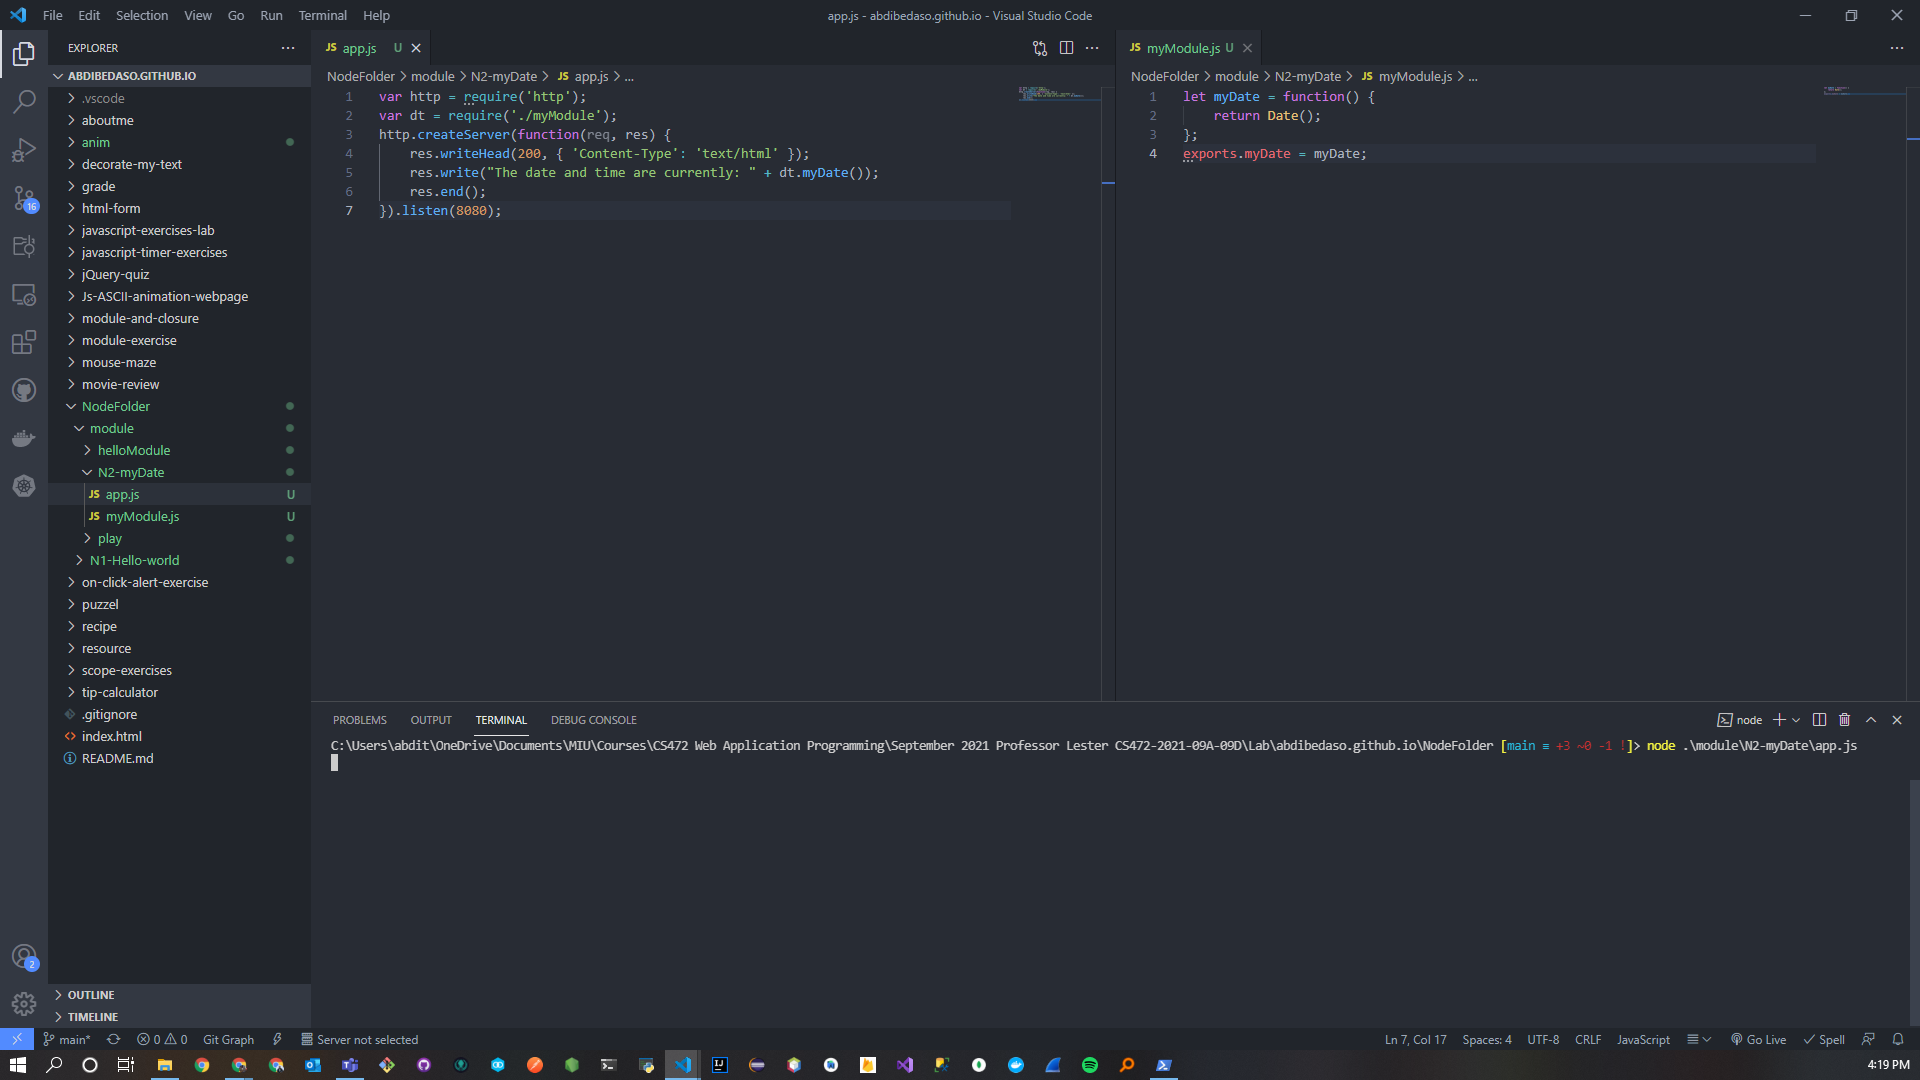 File Edit Selection View Go Run Terminal Help
app.js - abdibedaso.github.io - Visual Studio Code
EXPLORER
ABDIBEDASO.GITHUB.IO
.vscode
aboutme
anim
decorate-my-text
grade
html-form
javascript-exercises-lab
javascript-timer-exercises
jQuery-quiz
Js-ASCII-animation-webpage
module-and-closure
module-exercise
mouse-maze
movie-review
NodeFolder
module
helloModule
N2-myDate
JS app.js U
JS myModule.js U
play
N1-Hello-world
on-click-alert-exercise
puzzel
recipe
resource
scope-exercises
tip-calculator
.gitignore
index.html
README.md
OUTLINE
TIMELINE
16
2
JS app.js U
NodeFolder > module > N2-myDate > JS app.js > ...
1 var http = require('http');
2 var dt = require('./myModule');
3 http.createServer(function(req, res) {
4 res.writeHead(200, { 'Content-Type': 'text/html' });
5 res.write("The date and time are currently: " + dt.myDate());
6 res.end();
7 }).listen(8080);
JS myModule.js U
NodeFolder > module > N2-myDate > JS myModule.js > ...
1 let myDate = function() {
2 return Date();
3 };
4 exports.myDate = myDate;
PROBLEMS OUTPUT TERMINAL DEBUG CONSOLE
node
C:\Users\abdit\OneDrive\Documents\MIU\Courses\CS472 Web Application Programming\September 2021 Professor Lester CS472-2021-09A-09D\Lab\abdibedaso.github.io\NodeFolder [main ≡ +3 ~0 -1 !]> node .\module\N2-myDate\app.js
main* 0 0 Git Graph Server not selected
Ln 7, Col 17 Spaces: 4 UTF-8 CRLF JavaScript Go Live Spell
4:19 PM